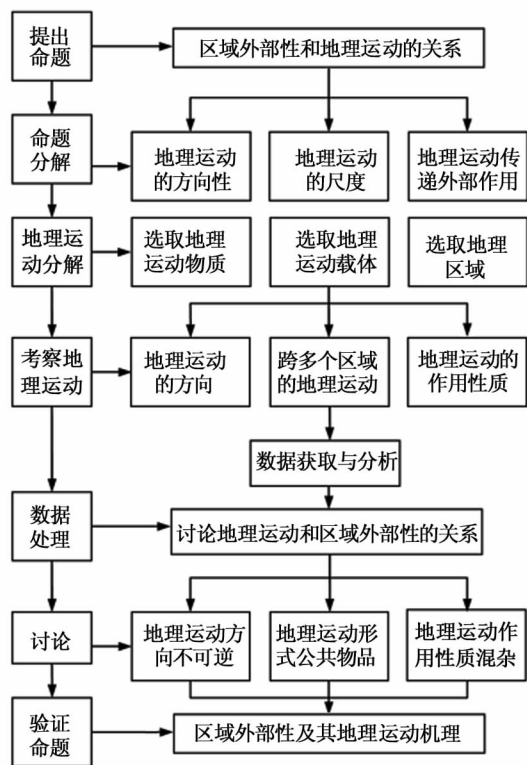 提出
命题
区域外部性和地理运动的关系
命题
分解
地理运动
的方向性
地理运动
的尺度
地理运动传
递外部作用
地理运
动分解
选取地理
运动物质
选取地理
运动载体
选取地理
区域
考察地
理运动
地理运动
的方向
跨多个区域
的地理运动
地理运动的
作用性质
数据获取与分析
数据
处理
讨论地理运动和区域外部性的关系
讨论
地理运动方
向不可逆
地理运动形
式公共物品
地理运动作
用性质混杂
验证
命题
区域外部性及其地理运动机理